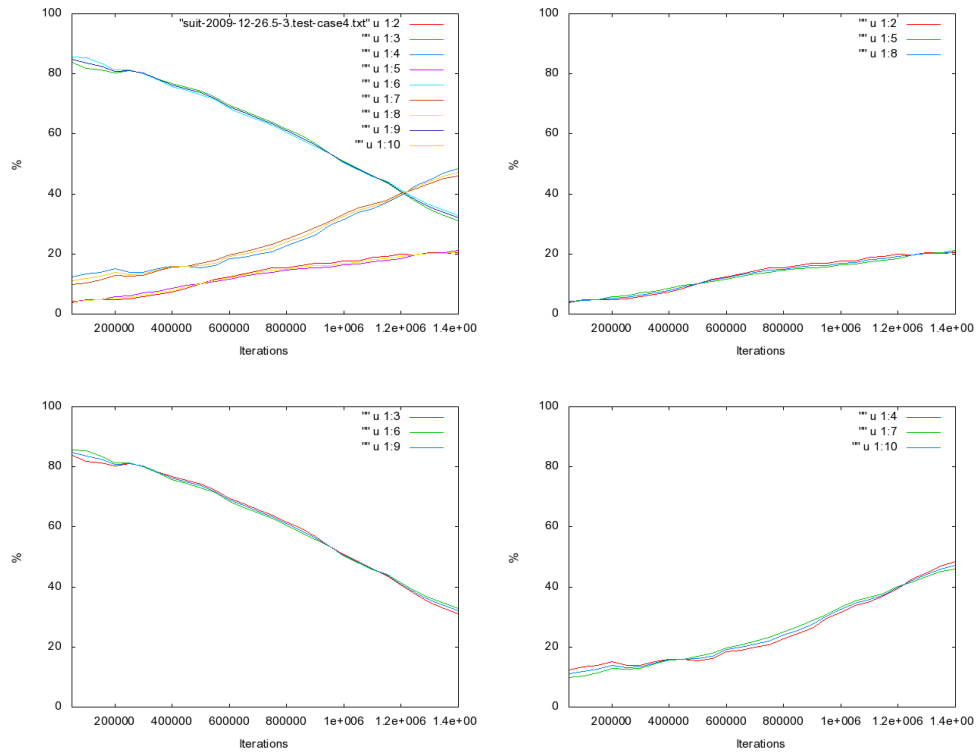 "suit-2009-12-26.5-3.test-case4.txt" u 1:2
"" u 1:3
"" u 1:4
"" u 1:5
"" u 1:6
"" u 1:7
"" u 1:8
"" u 1:9
"" u 1:10
100
80
60
40
20
0
%
200000 400000 600000 800000 1e+006 1.2e+006 1.4e+00
Iterations
"" u 1:2
"" u 1:5
"" u 1:8
100
80
60
40
20
0
%
200000 400000 600000 800000 1e+006 1.2e+006 1.4e+00
Iterations
"" u 1:3
"" u 1:6
"" u 1:9
100
80
60
40
20
0
%
200000 400000 600000 800000 1e+006 1.2e+006 1.4e+00
Iterations
"" u 1:4
"" u 1:7
"" u 1:10
100
80
60
40
20
0
%
200000 400000 600000 800000 1e+006 1.2e+006 1.4e+00
Iterations